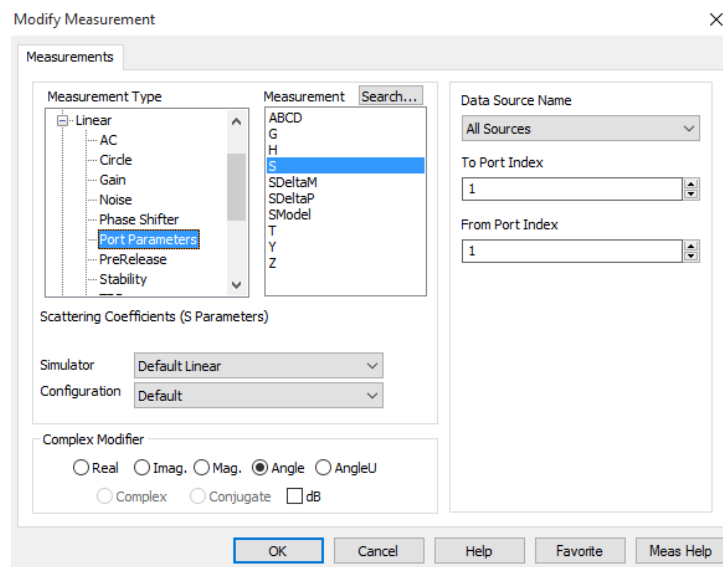 Modify Measurement
Measurements
Measurement Type
Linear
AC
Circle
Gain
Noise
Phase Shifter
Port Parameters
PreRelease
Stability
Measurement Search...
ABCD
G
H
S
SDeltaM
SDeltaP
SModel
T
Y
Z
Scattering Coefficients (S Parameters)
Simulator Default Linear
Configuration Default
Complex Modifier
Real Imag. Mag. Angle AngleU
Complex Conjugate dB
Data Source Name
All Sources
To Port Index
1
From Port Index
1
OK Cancel Help Favorite Meas Help